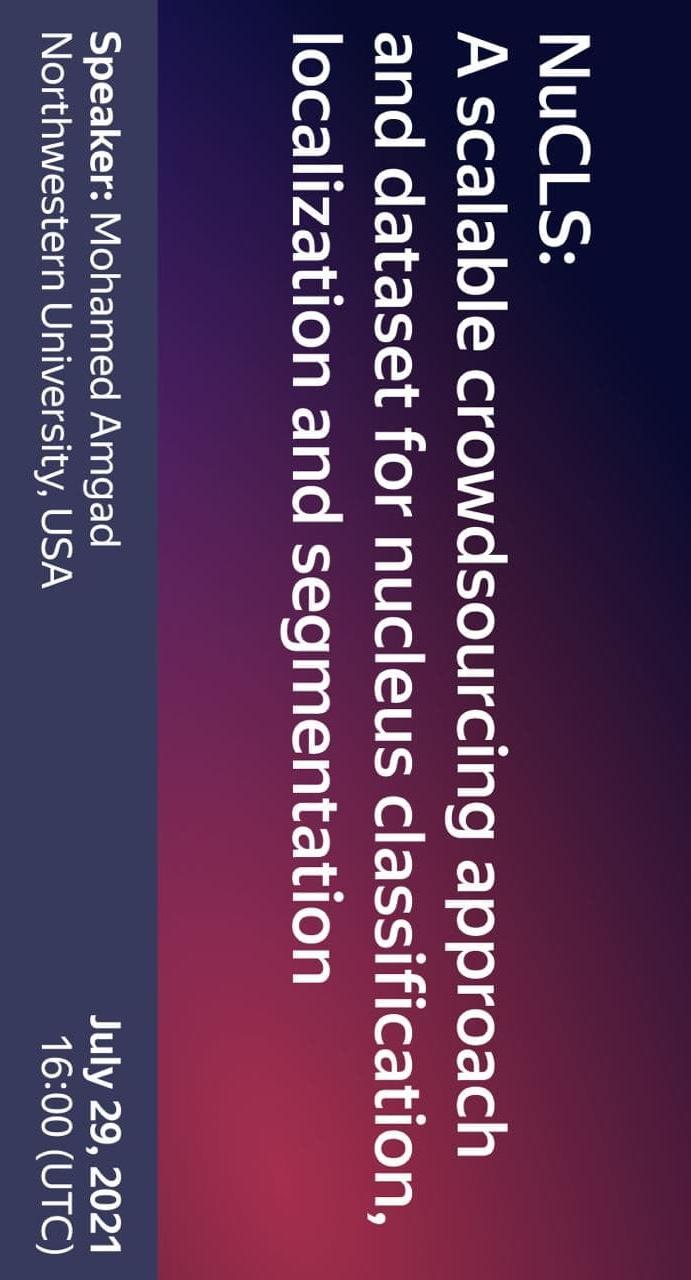 NuCLS:
A scalable crowdsourcing approach
and dataset for nucleus classification,
localization and segmentation
Speaker: Mohamed Amgad
Northwestern University, USA
July 29, 2021
16:00 (UTC)